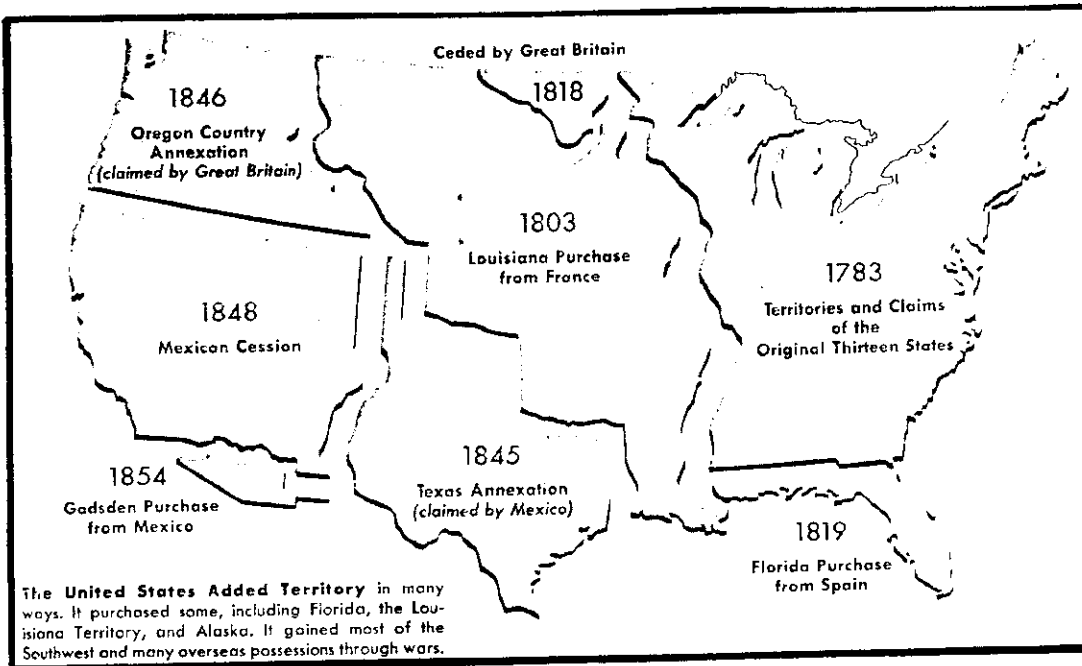 Ceded by Great Britain
1818
1846
Oregon Country
Annexation
(claimed by Great Britain)
1803
Louisiana Purchase
from France
1783
Territories and Claims
of the
Original Thirteen States
1848
Mexican Cession
1854
Gadsden Purchase
from Mexico
1845
Texas Annexation
(claimed by Mexico)
1819
Florida Purchase
from Spain
The United States Added Territory in many
ways. It purchased some, including Florida, the Lou-
isiana Territory, and Alaska. It gained most of the
Southwest and many overseas possessions through wars.